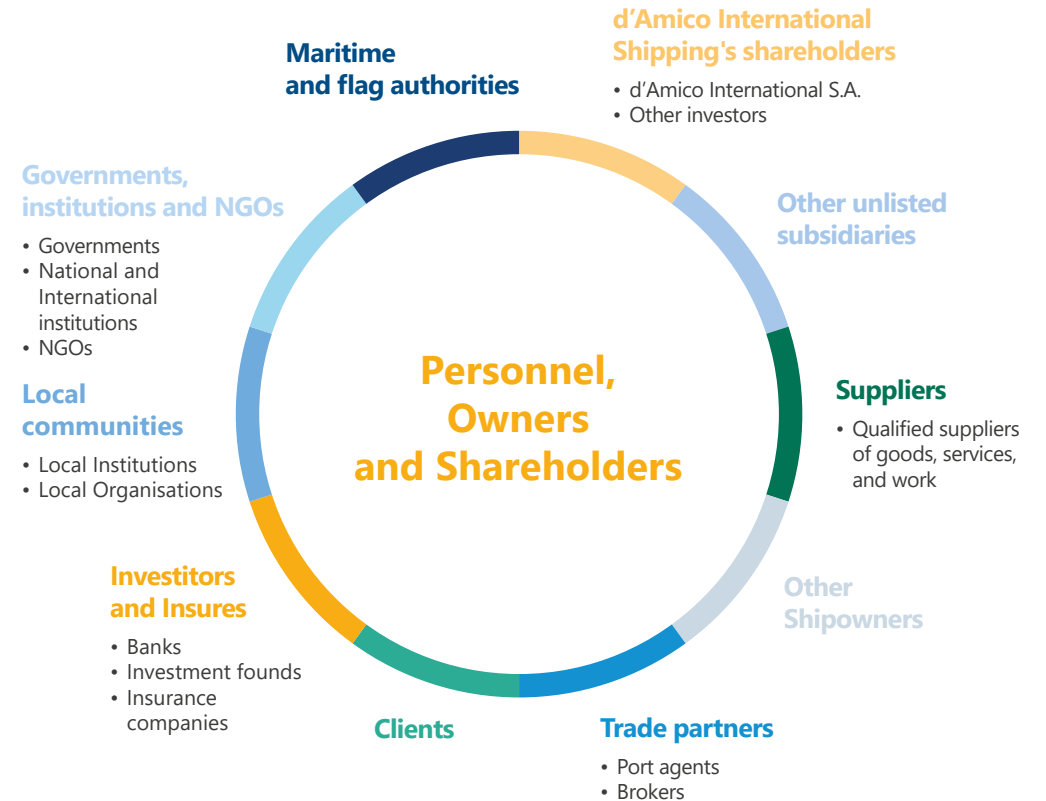 d'Amico International
Shipping's shareholders
• d'Amico International S.A.
• Other investors
Other unlisted
subsidiaries
Suppliers
• Qualified suppliers
of goods, services,
and work
Other
Shipowners
Trade partners
• Port agents
• Brokers
Clients
Investitors
and Insures
• Banks
• Investment founds
• Insurance
companies
Local
communities
• Local Institutions
• Local Organisations
Governments,
institutions and NGOs
• Governments
• National and
International
institutions
• NGOs
Maritime
and flag authorities
Personnel,
Owners
and Shareholders